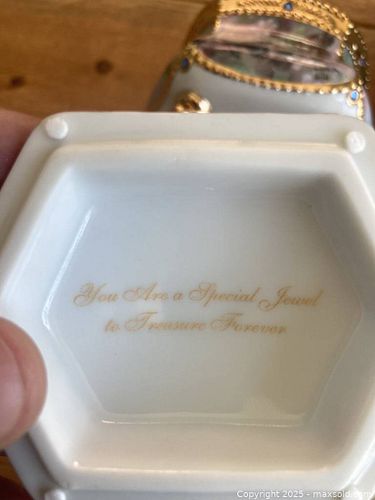 You Are a Special Jewel
to Treasure Forever
Copyright © 2025 - maxsold.com